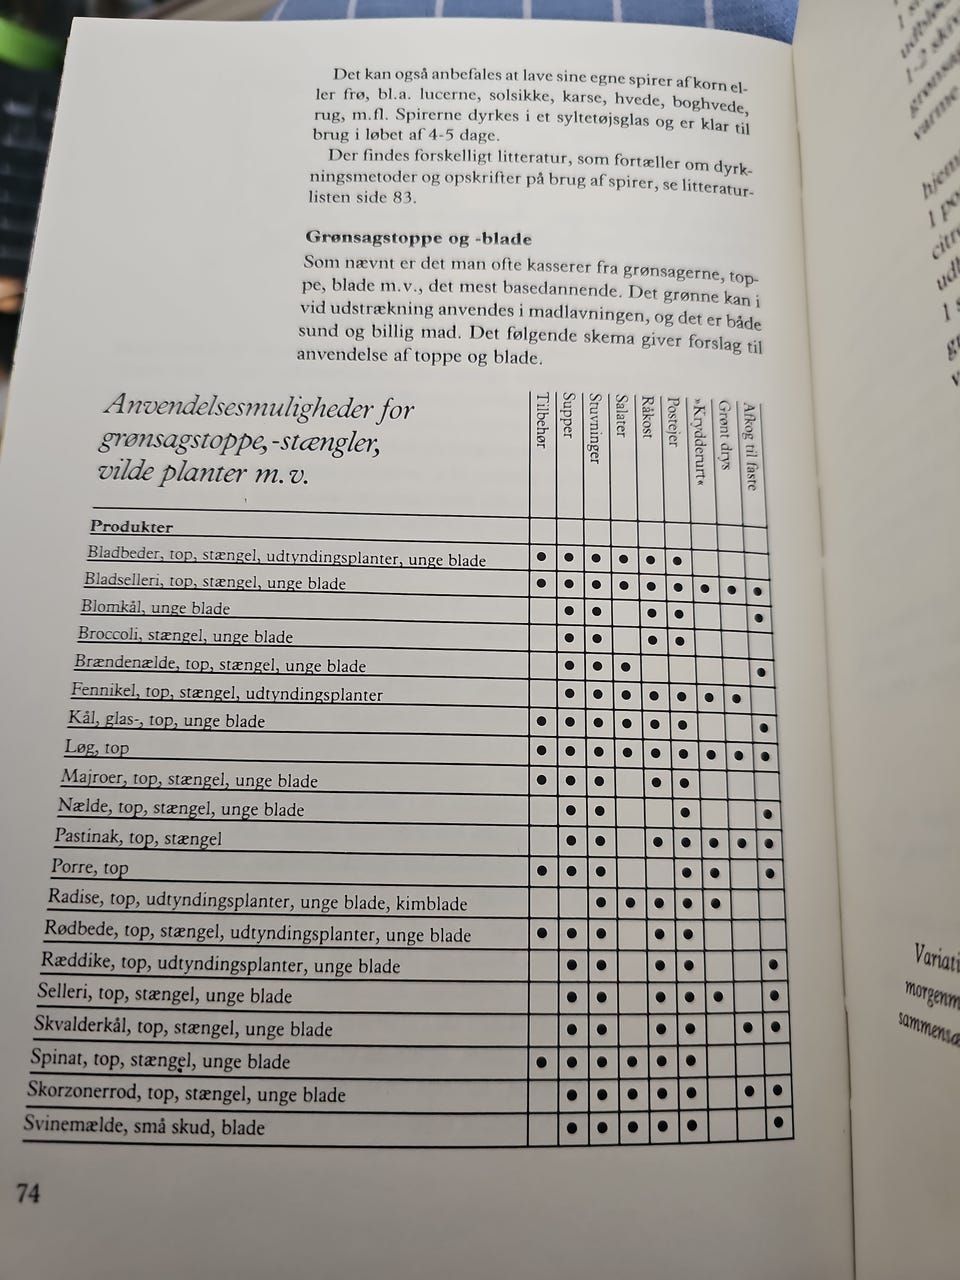 Det kan også anbefales at lave sine egne spirer af korn el-
ler frø, bl.a. lucerne, solsikke, karse, hvede, boghvede,
rug, m.fl. Spirerne dyrkes i et syltetøjsglas og er klar til
brug i løbet af 4-5 dage.
Der findes forskelligt litteratur, som fortæller om dyrk-
ningsmetoder og opskrifter på brug af spirer, se litteratur-
listen side 83.
Grønsagstoppe og -blade
Som nævnt er det man ofte kasserer fra grønsagerne, top-
pe, blade m.v., det mest basedannende. Det grønne kan i
vid udstrækning anvendes i madlavningen, og det er både
sund og billig mad. Det følgende skema giver forslag til
anvendelse af toppe og blade.
Anvendelsesmuligheder for
grønsagstoppe, -stængler,
vilde planter m. v.
Tilbehør
Supper
Stuvninger
Salater
Råkost
Postejer
»Krydderurt«
Grønt drys
Afkog til faste
Produkter
Bladbeder, top, stængel, udtyndingsplanter, unge blade ● ● ● ● ● ●
Bladselleri, top, stængel, unge blade ● ● ● ● ● ● ● ● ●
Blomkål, unge blade ● ● ● ● ●
Broccoli, stængel, unge blade ● ● ● ●
Brændenælde, top, stængel, unge blade ● ● ● ●
Fennikel, top, stængel, udtyndingsplanter ● ● ● ● ● ● ●
Kål, glas-, top, unge blade ● ● ● ● ● ● ●
Løg, top ● ● ● ● ● ● ● ● ●
Majroer, top, stængel, unge blade ● ● ● ● ●
Nælde, top, stængel, unge blade ● ● ● ●
Pastinak, top, stængel ● ● ● ● ● ● ●
Porre, top ● ● ● ● ● ●
Radise, top, udtyndingsplanter, unge blade, kimblade ● ● ● ● ●
Rødbede, top, stængel, udtyndingsplanter, unge blade ● ● ● ● ●
Ræddike, top, udtyndingsplanter, unge blade ● ● ● ● ●
Selleri, top, stængel, unge blade ● ● ● ● ● ●
Skvalderkål, top, stængel, unge blade ● ● ● ● ● ●
Spinat, top, stængel, unge blade ● ● ● ● ● ●
Skorzonerrod, top, stængel, unge blade ● ● ● ● ● ● ●
Svinemælde, små skud, blade ● ● ● ● ● ●
74